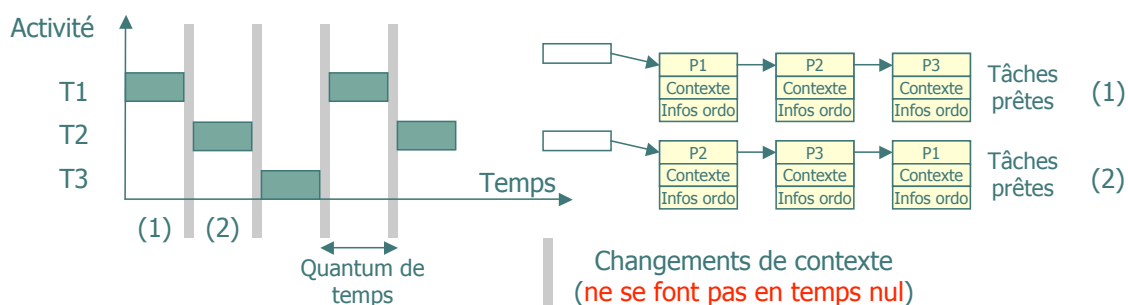 Activité
T1
T2
T3
Temps
(1)
(2)
Quantum de
temps
P1
Contexte
Infos ordo
P2
Contexte
Infos ordo
P3
Contexte
Infos ordo
Tâches
prêtes
(1)
P2
Contexte
Infos ordo
P3
Contexte
Infos ordo
P1
Contexte
Infos ordo
Tâches
prêtes
(2)
Changements de contexte
(ne se font pas en temps nul)